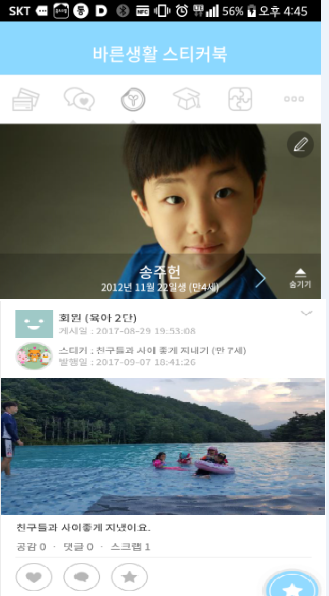 SKT 56% 오후 4:45
바른생활 스티커북
송주헌
2012년 11월 22일생 (만4세)
숨기기
회원 (육아 2단)
게시일 : 2017-08-29 19:53:08
스티커 : 친구들과 사이 좋게 지내기 (만 7세)
발행일 : 2017-09-07 18:41:26
친구들과 사이좋게 지냈어요.
공감 0 · 댓글 0 · 스크랩 1